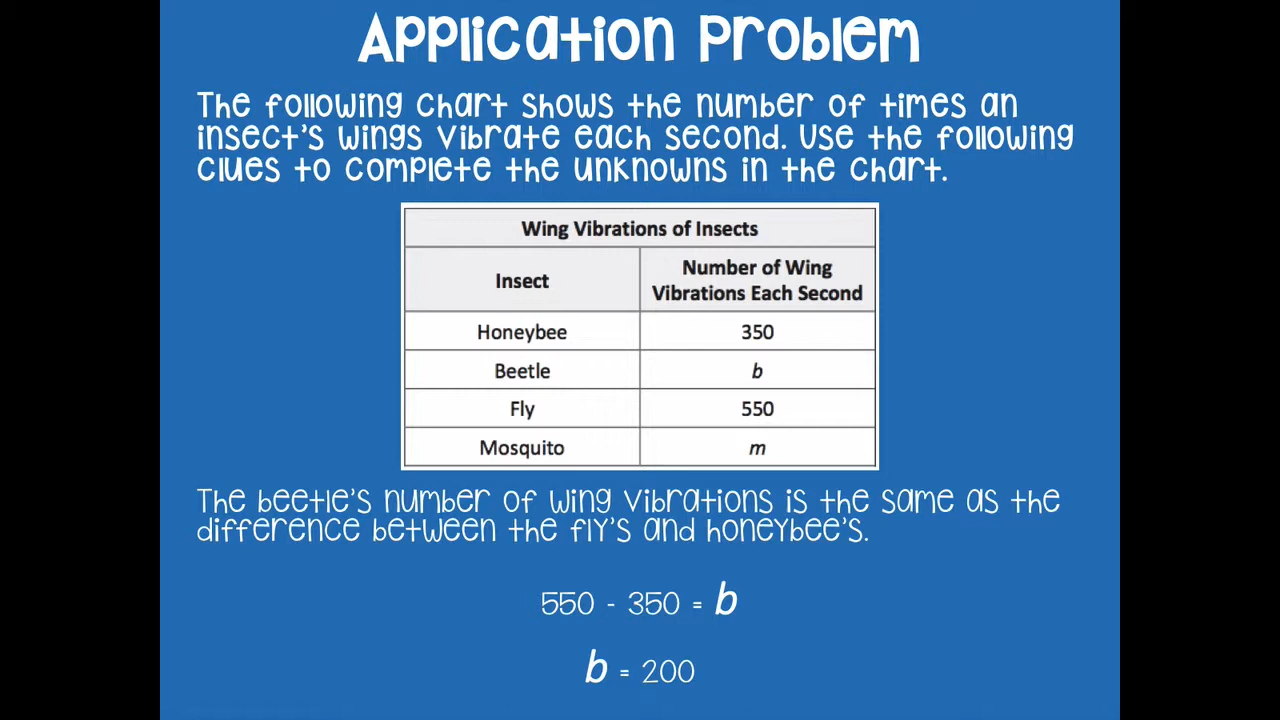 Application Problem
The following chart shows the number of times an
insect's wings vibrate each second. Use the following
clues to complete the unknowns in the chart.
Wing Vibrations of Insects
Insect
Number of Wing
Vibrations Each Second
Honeybee 350
Beetle b
Fly 550
Mosquito m
The beetle's number of wing vibrations is the same as the
difference between the fly's and honeybee's.
550 - 350 = b
b = 200